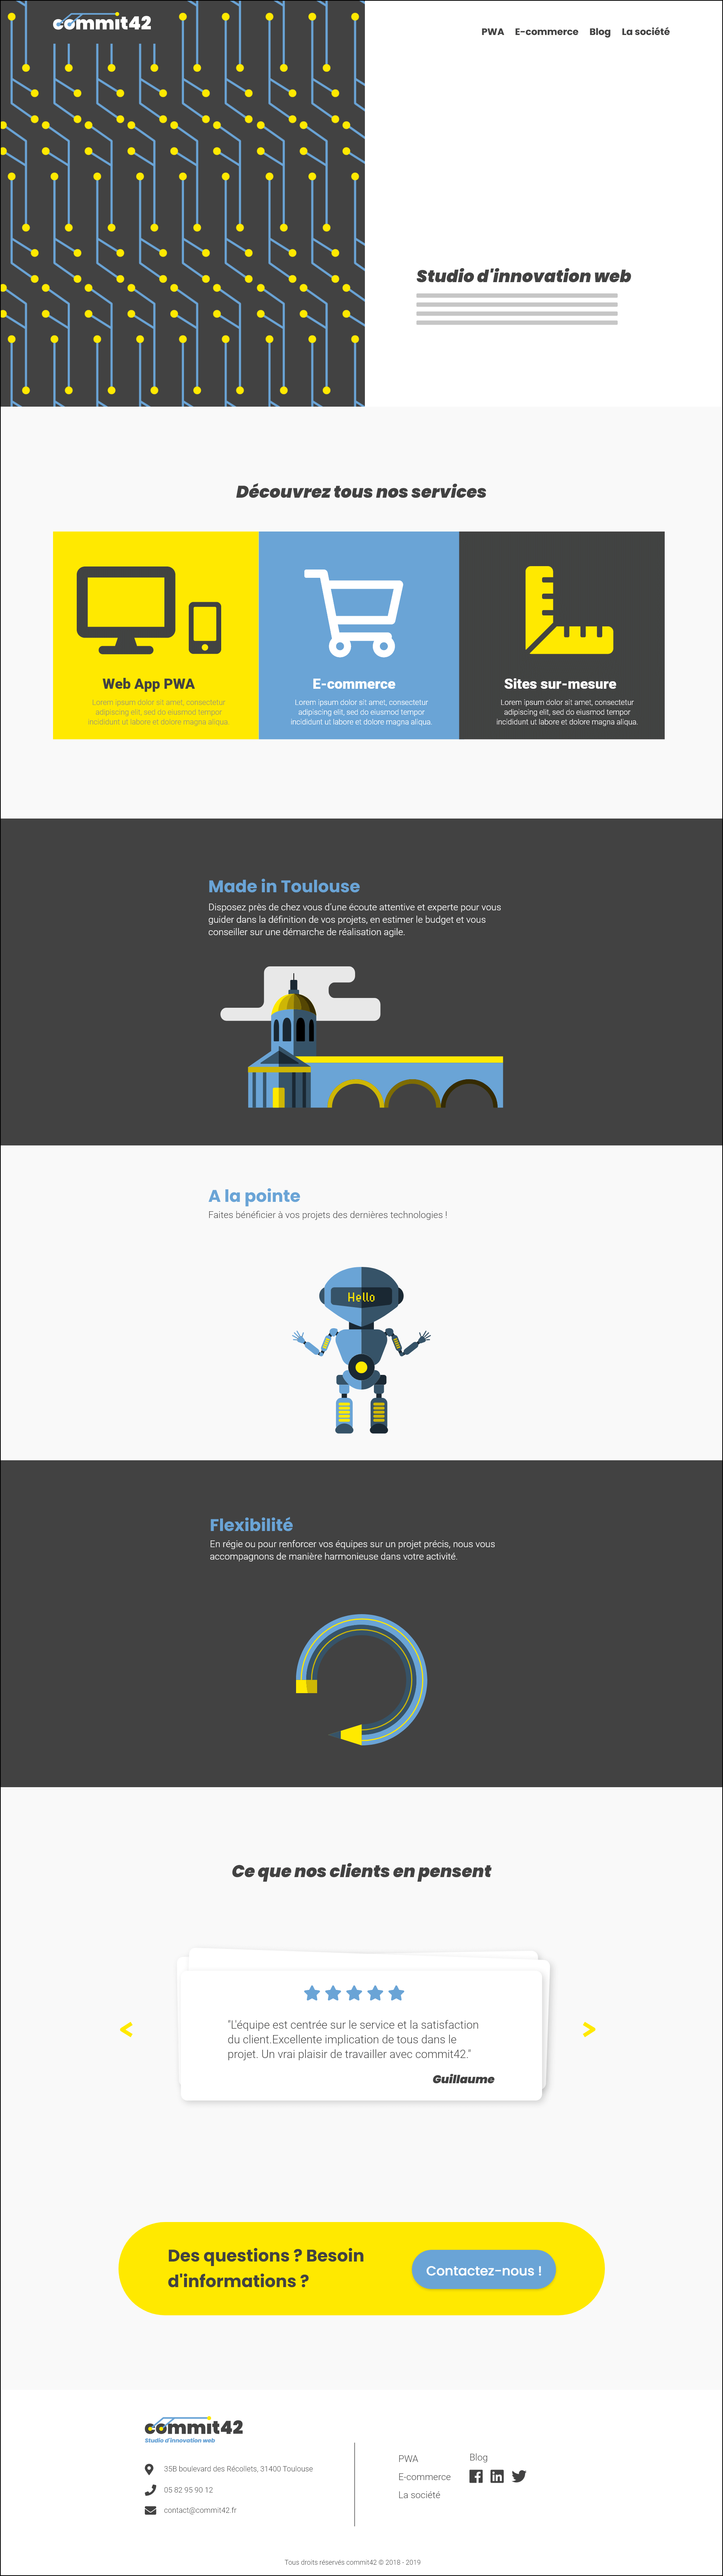 commit42
PWA E-commerce Blog La société
Studio d'innovation web
Découvrez tous nos services
Web App PWA
Lorem ipsum dolor sit amet, consectetur
adipiscing elit, sed do eiusmod tempor
incididunt ut labore et dolore magna aliqua.
E-commerce
Lorem ipsum dolor sit amet, consectetur
adipiscing elit, sed do eiusmod tempor
incididunt ut labore et dolore magna aliqua.
Sites sur-mesure
Lorem ipsum dolor sit amet, consectetur
adipiscing elit, sed do eiusmod tempor
incididunt ut labore et dolore magna aliqua.
Made in Toulouse
Disposez près de chez vous d'une écoute attentive et experte pour vous
guider dans la définition de vos projets, en estimer le budget et vous
conseiller sur une démarche de réalisation agile.
A la pointe
Faites bénéficier à vos projets des dernières technologies !
Hello
Flexibilité
En régie ou pour renforcer vos équipes sur un projet précis, nous vous
accompagnons de manière harmonieuse dans votre activité.
Ce que nos clients en pensent
< >
"L'équipe est centrée sur le service et la satisfaction
du client.Excellente implication de tous dans le
projet. Un vrai plaisir de travailler avec commit42."
Guillaume
Des questions ? Besoin
d'informations ?
Contactez-nous !
commit42
Studio d'innovation web
35B boulevard des Récollets, 31400 Toulouse
05 82 95 90 12
contact@commit42.fr
PWA
E-commerce
La société
Blog
Tous droits réservés commit42 © 2018 - 2019